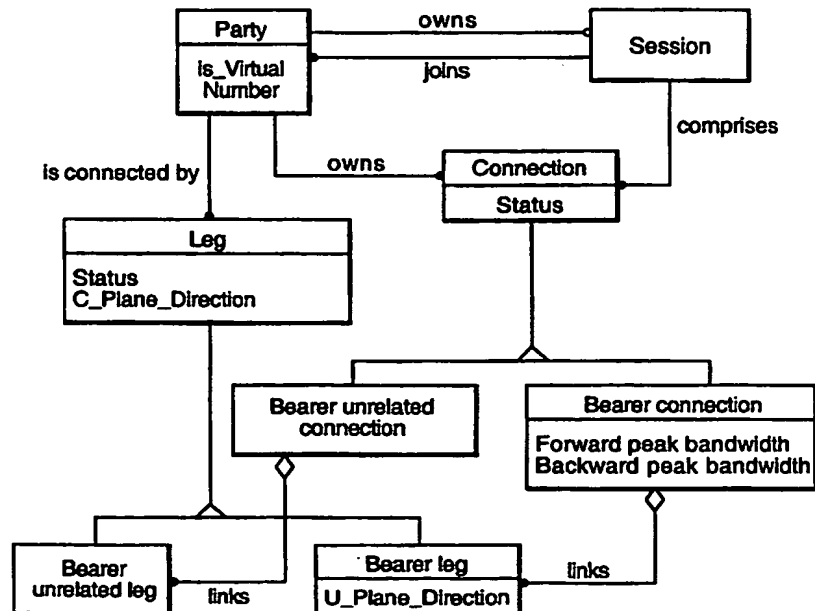 Party
is_Virtual
Number
owns
joins
Session
comprises
is connected by
owns
Connection
Status
Leg
Status
C_Plane_Direction
Bearer unrelated
connection
Bearer connection
Forward peak bandwidth
Backward peak bandwidth
Bearer
unrelated leg
links
Bearer leg
U_Plane_Direction
links